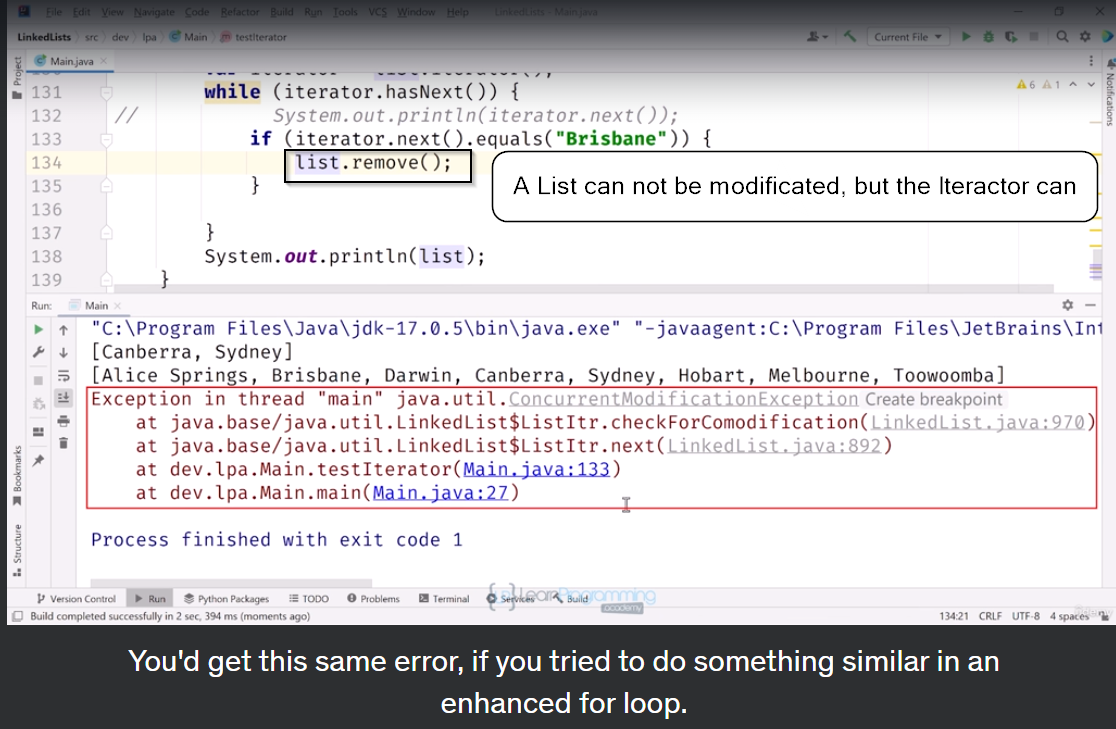 File Edit View Navigate Code Refactor Build Run Tools VCS Window Help LinkedLists - Main.java
LinkedLists src dev lpa Main testIterator Current File
Project
Main.java
Notifications
6 1
131 while (iterator.hasNext()) {
132 // System.out.println(iterator.next());
133 if (iterator.next().equals("Brisbane")) {
134 list.remove();
A List can not be modificated, but the Iteractor can
135 }
136
137 }
138 System.out.println(list);
139 }
Run: Main
"C:\Program Files\Java\jdk-17.0.5\bin\java.exe" "-javaagent:C:\Program Files\JetBrains\Int
[Canberra, Sydney]
[Alice Springs, Brisbane, Darwin, Canberra, Sydney, Hobart, Melbourne, Toowoomba]
Exception in thread "main" java.util.ConcurrentModificationException Create breakpoint
at java.base/java.util.LinkedList$ListItr.checkForComodification(LinkedList.java:970)
at java.base/java.util.LinkedList$ListItr.next(LinkedList.java:892)
at dev.lpa.Main.testIterator(Main.java:133)
at dev.lpa.Main.main(Main.java:27)
Process finished with exit code 1
Bookmarks
Structure
Version Control Run Python Packages TODO Problems Terminal Services Build
LearnProgramming
academy
Build completed successfully in 2 sec, 394 ms (moments ago) 134:21 CRLF UTF-8 4 spaces
You'd get this same error, if you tried to do something similar in an
enhanced for loop.